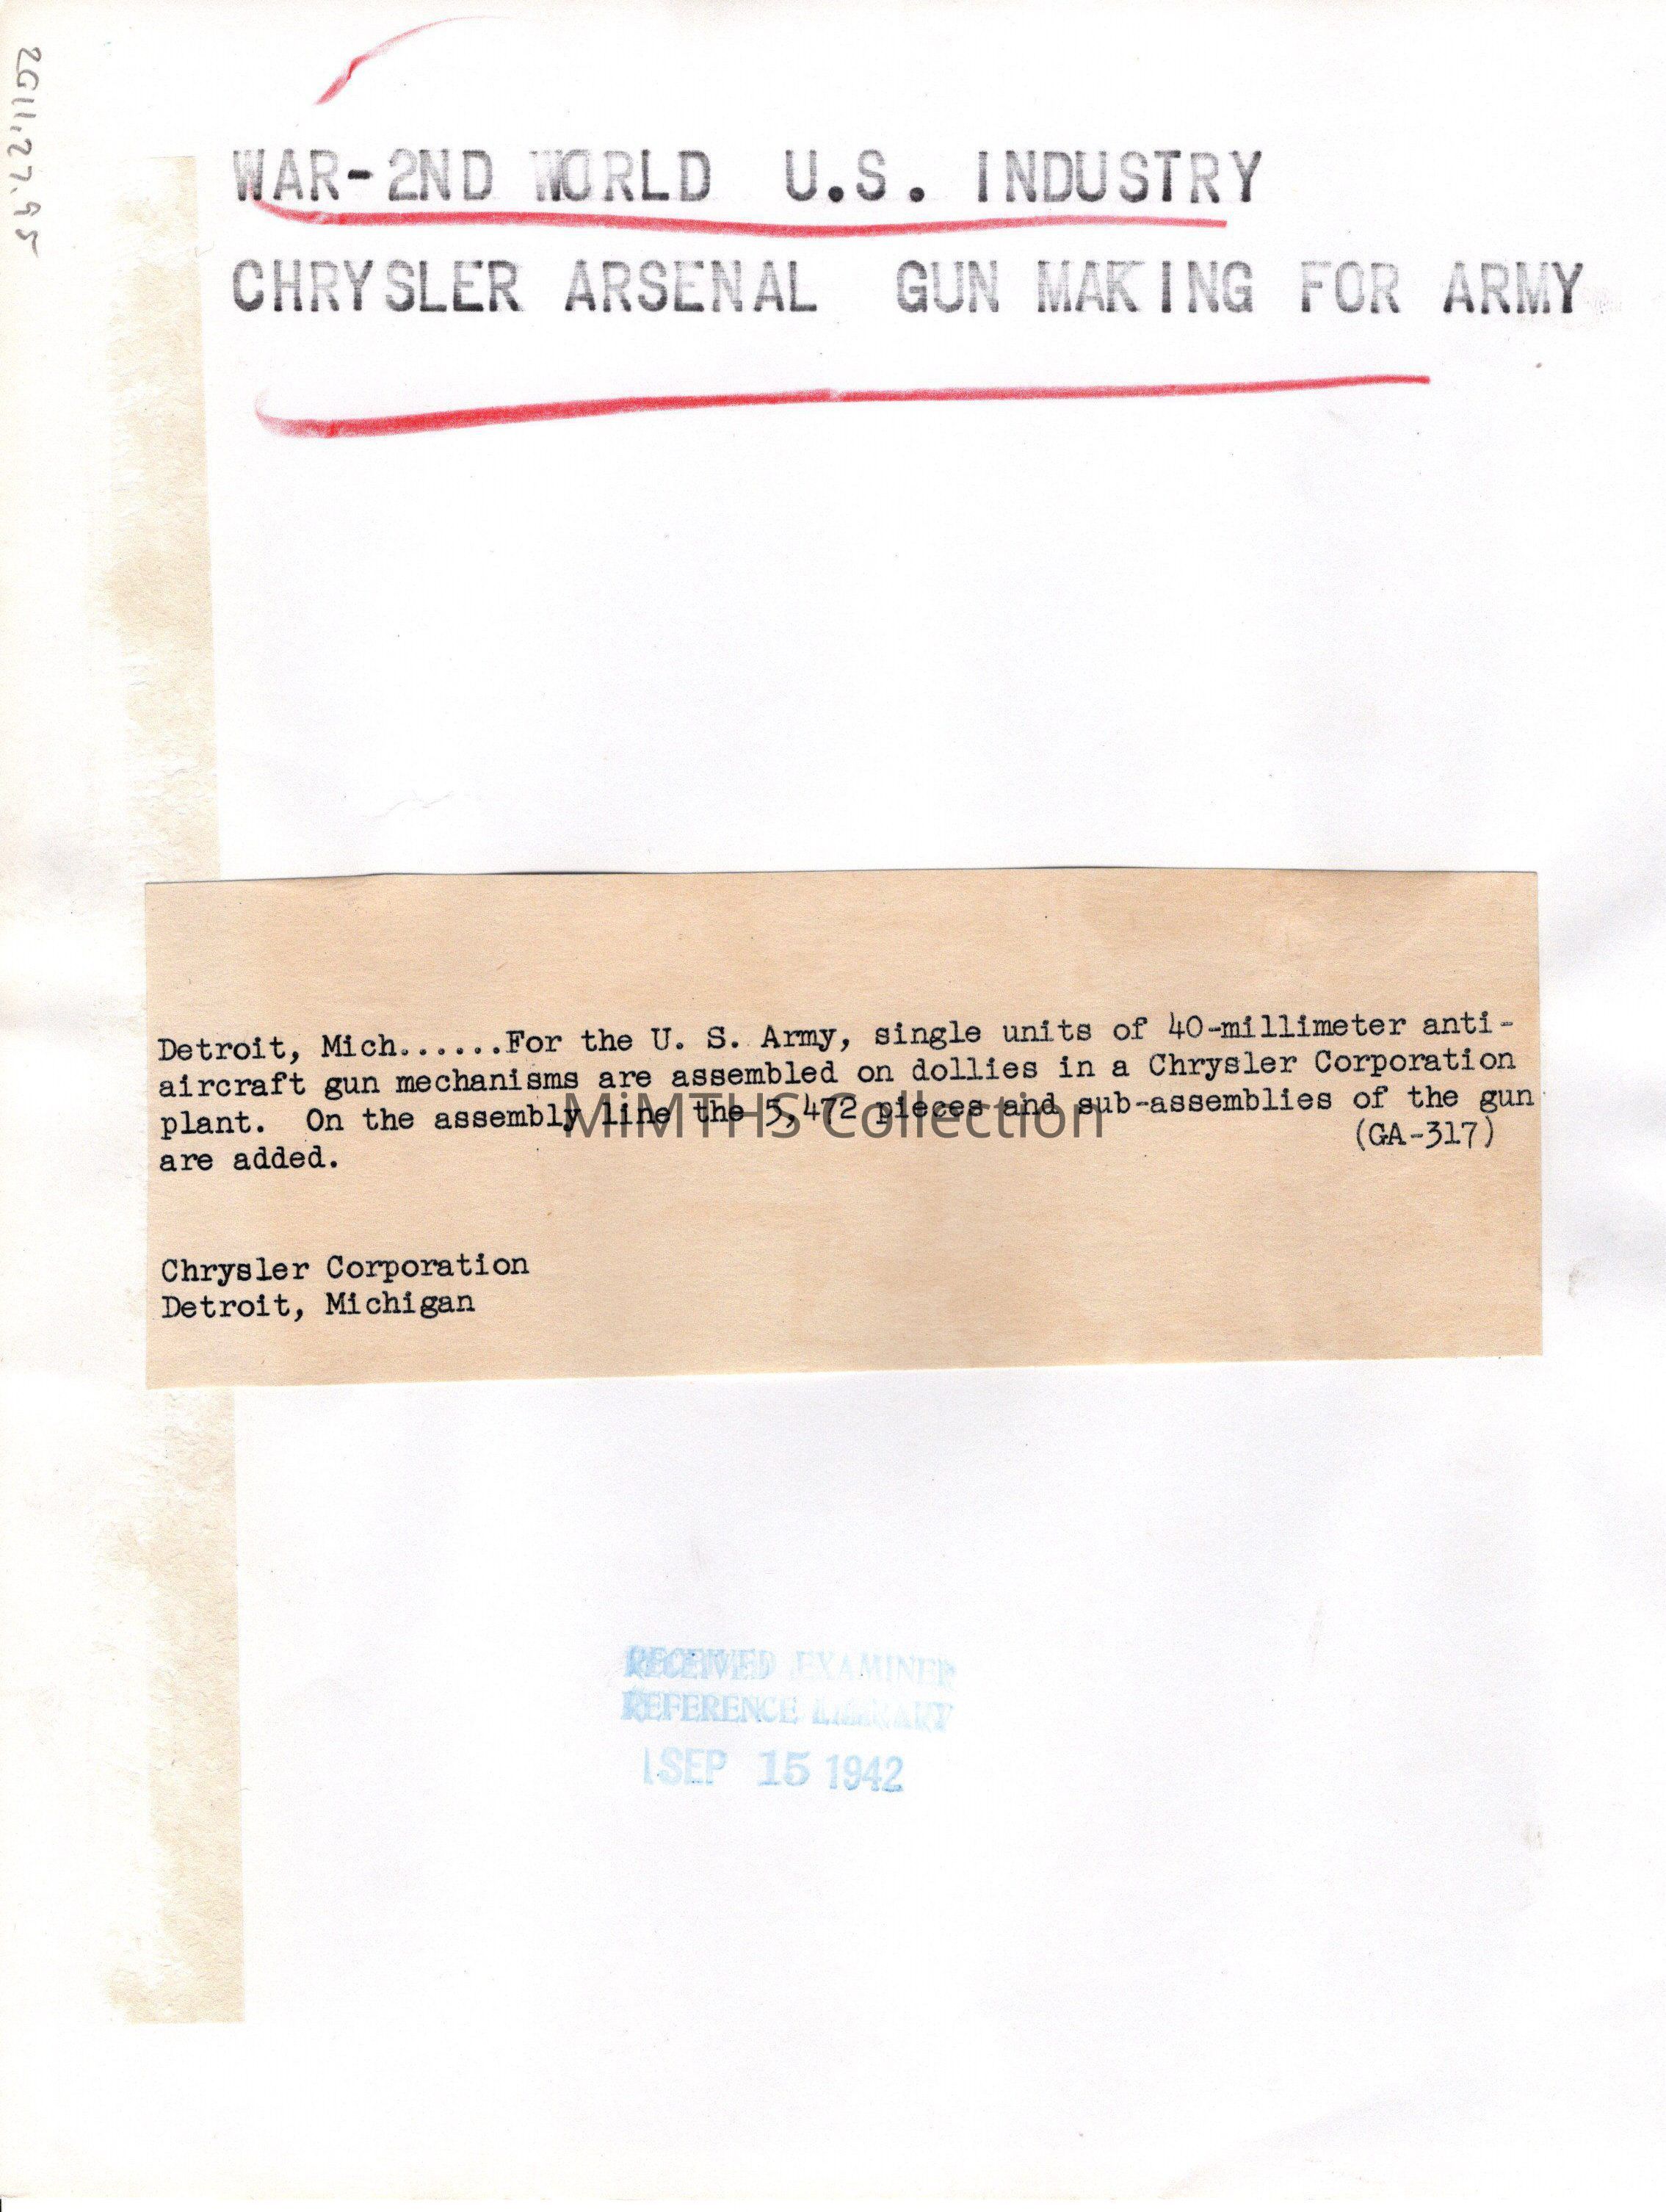 2011.27.95
WAR-2ND WORLD U.S. INDUSTRY
CHRYSLER ARSENAL GUN MAKING FOR ARMY
Detroit, Mich......For the U. S. Army, single units of 40-millimeter anti-
aircraft gun mechanisms are assembled on dollies in a Chrysler Corporation
plant. On the assembly line the 5,472 pieces and sub-assemblies of the gun
are added. (GA-317)
MiMTHS Collection
Chrysler Corporation
Detroit, Michigan
RECEIVED EXAMINER
REFERENCE LIBRARY
SEP 15 1942